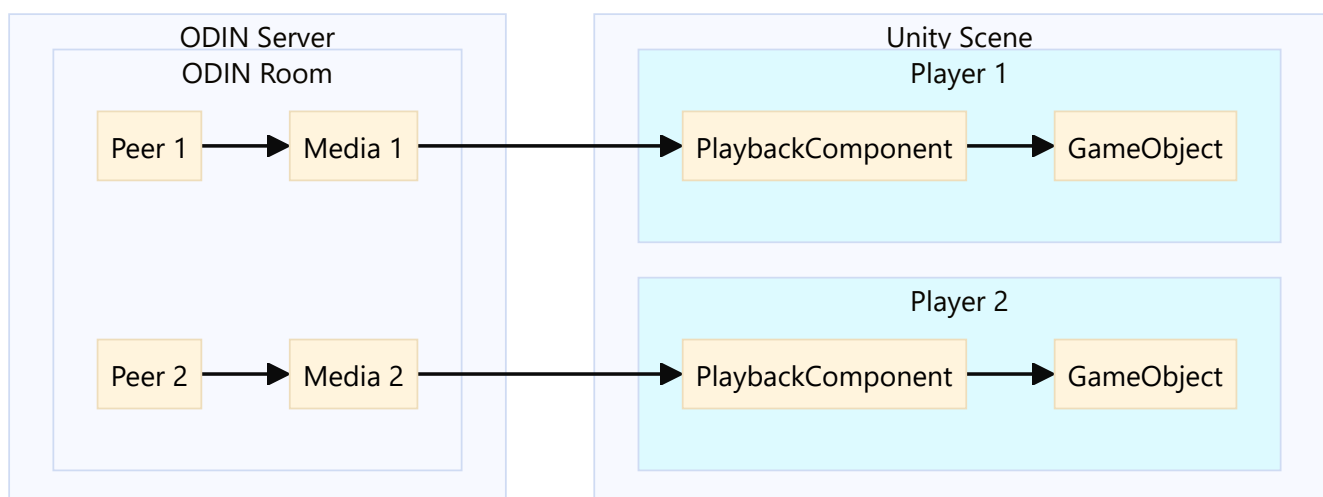 ODIN Server
ODIN Room
Peer 1
Media 1
Peer 2
Media 2
Unity Scene
Player 1
PlaybackComponent
GameObject
Player 2
PlaybackComponent
GameObject